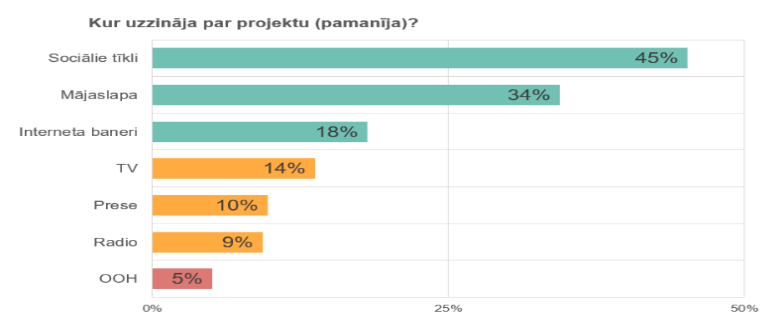 Kur uzzināja par projektu (pamanīja)?
Sociālie tīkli 45%
Mājaslapa 34%
Interneta baneri 18%
TV 14%
Prese 10%
Radio 9%
OOH 5%
0% 25% 50%